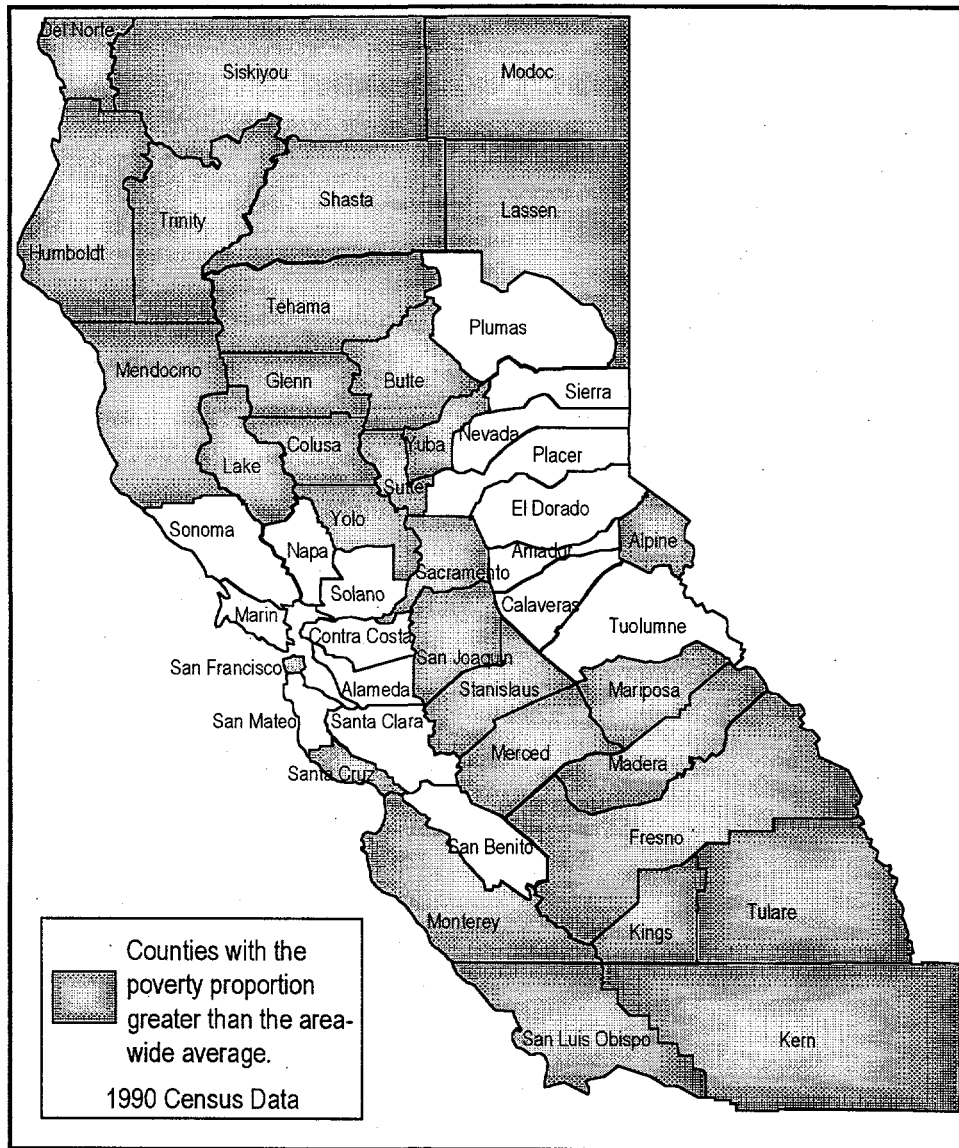 Del Norte
Siskiyou
Modoc
Shasta
Lassen
Trinity
Humboldt
Tehama
Plumas
Mendocino
Glenn
Butte
Sierra
Nevada
Colusa
Yuba
Placer
Lake
Sutte
Yolo
El Dorado
Sonoma
Napa
Amador
Alpine
Sacramento
Solano
Calaveras
Marin
Contra Costa
Tuolumne
San Francisco
San Joaquin
Alameda
Stanislaus
Mariposa
San Mateo
Santa Clara
Merced
Madera
Santa Cruz
Fresno
San Benito
Monterey
Kings
Tulare
San Luis Obispo
Kern
Counties with the
poverty proportion
greater than the area-
wide average.
1990 Census Data